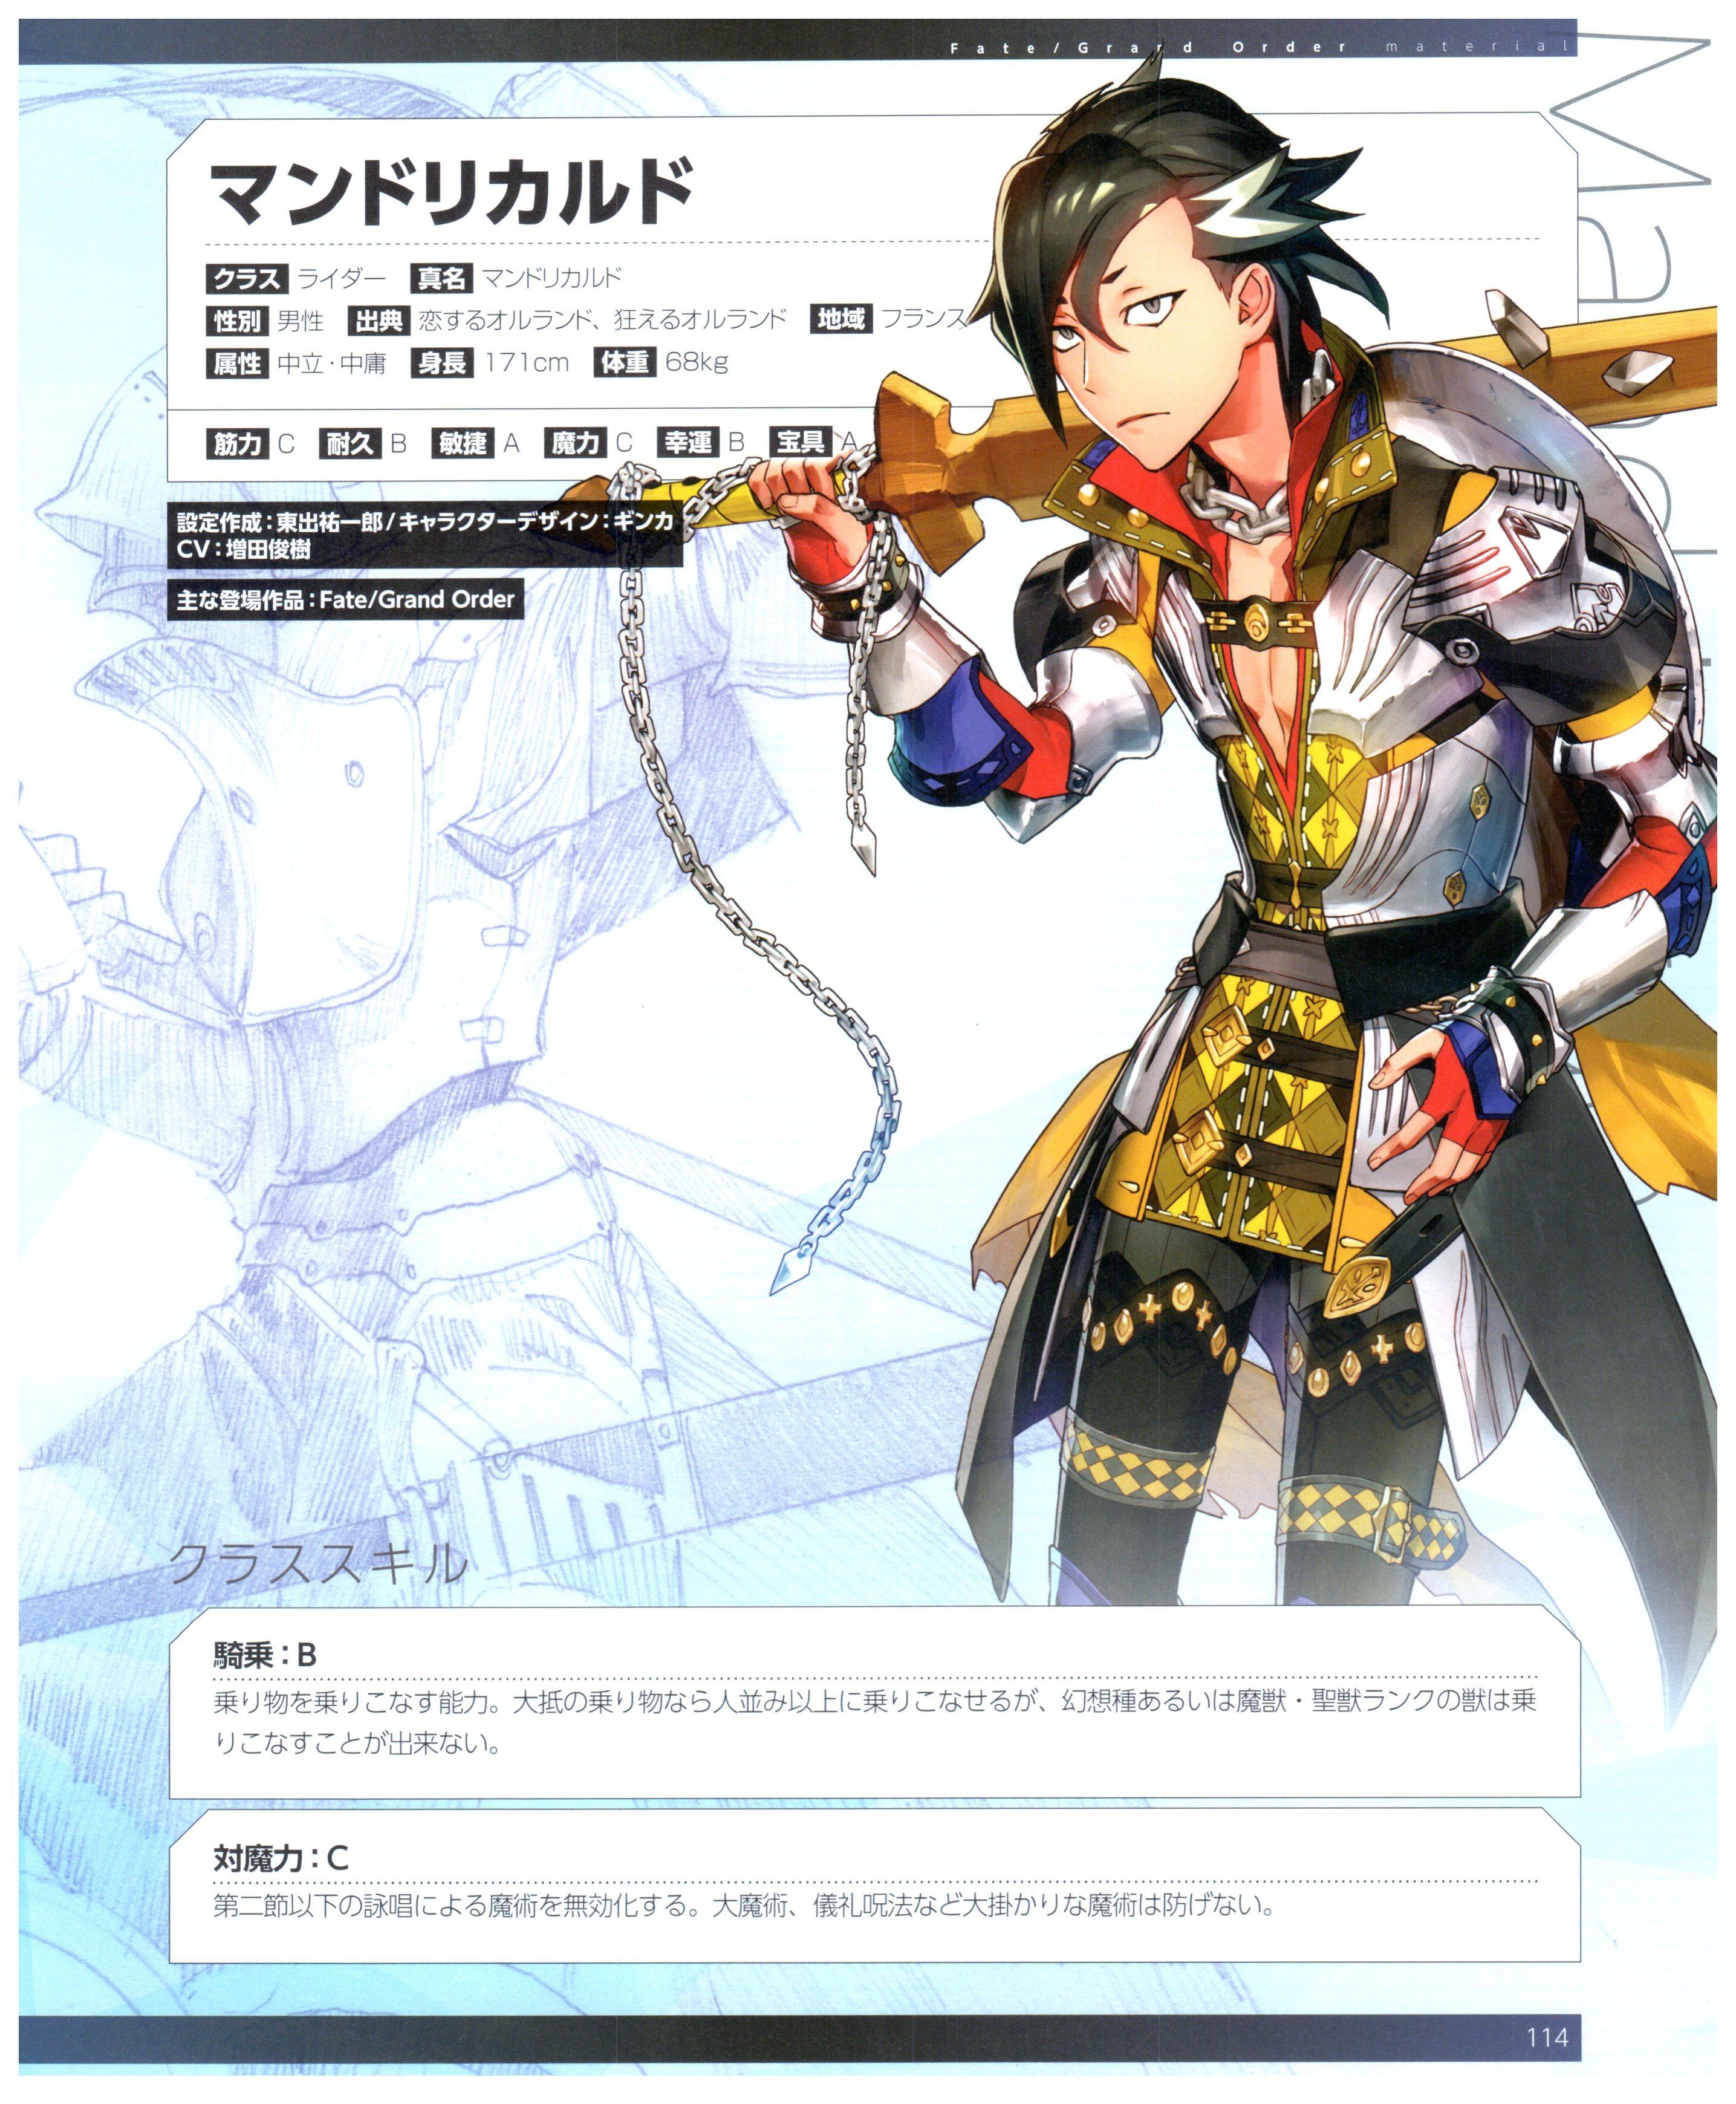 Fate/Grand Order material
マンドリカルド
クラス ライダー 真名 マンドリカルド
性別 男性 出典 恋するオルランド、狂えるオルランド 地域 フランス
属性 中立・中庸 身長 171cm 体重 68kg
筋力 C 耐久 B 敏捷 A 魔力 C 幸運 B 宝具 A
設定作成：東出祐一郎/キャラクターデザイン：ギンカ
CV：増田俊樹
主な登場作品：Fate/Grand Order
クラススキル
騎乗：B
乗り物を乗りこなす能力。大抵の乗り物なら人並み以上に乗りこなせるが、幻想種あるいは魔獣・聖獣ランクの獣は乗
りこなすことが出来ない。
対魔力：C
第二節以下の詠唱による魔術を無効化する。大魔術、儀礼呪法など大掛かりな魔術は防げない。
114